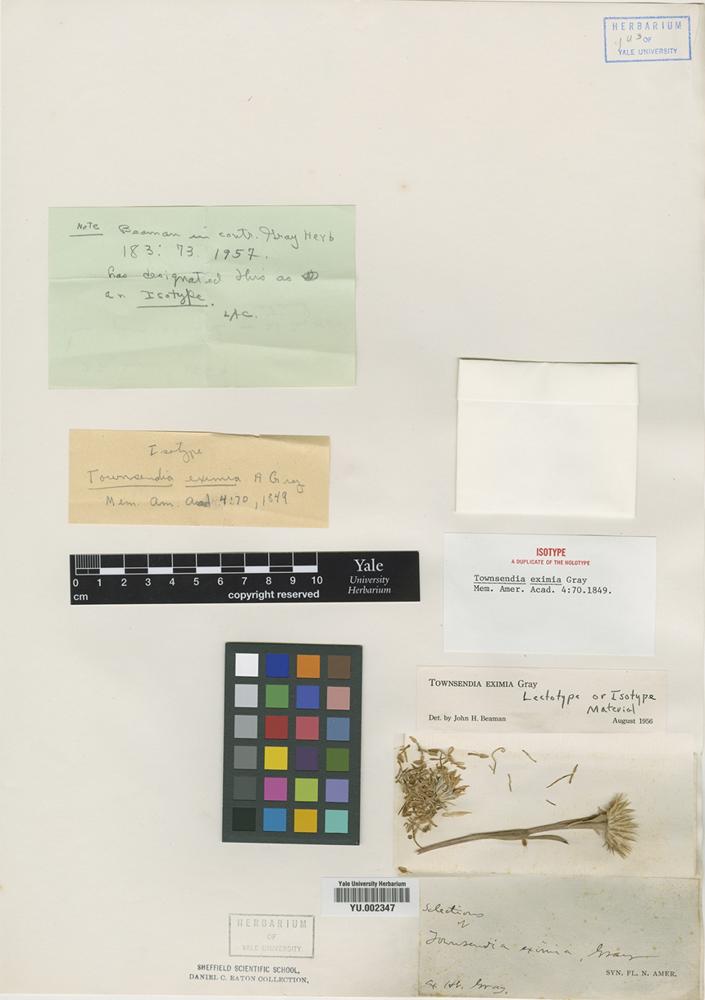 HERBARIUM
OF
YALE UNIVERSITY
Note Beaman in contr. Gray Herb
183: 73. 1957.
has designated this as
an Isotype.
LAC.
Isotype
Townsendia eximia A Gray
Mem. Am. Acad 4:70, 1849
0 1 2 3 4 5 6 7 8 9 10
cm
copyright reserved
Yale
University
Herbarium
ISOTYPE
A DUPLICATE OF THE HOLOTYPE
Townsendia eximia Gray
Mem. Amer. Acad. 4:70.1849.
TOWNSENDIA EXIMIA Gray
Lectotype or Isotype
Material
Det. by John H. Beaman August 1956
Yale University Herbarium
YU.002347
Selections
of
Townsendia eximia, Gray
SYN. FL. N. AMER.
ex Hb. Gray.
HERBARIUM
OF
YALE UNIVERSITY
SHEFFIELD SCIENTIFIC SCHOOL,
DANIEL C. EATON COLLECTION,